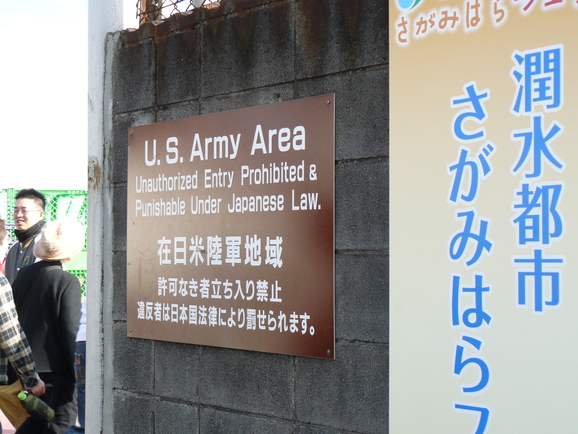 U. S. Army Area
Unauthorized Entry Prohibited &
Punishable Under Japanese Law.
在日米陸軍地域
許可なき者立ち入り禁止
違反者は日本国法律により罰せられます。
さがみはらフェ
潤水都市
さがみはらフ